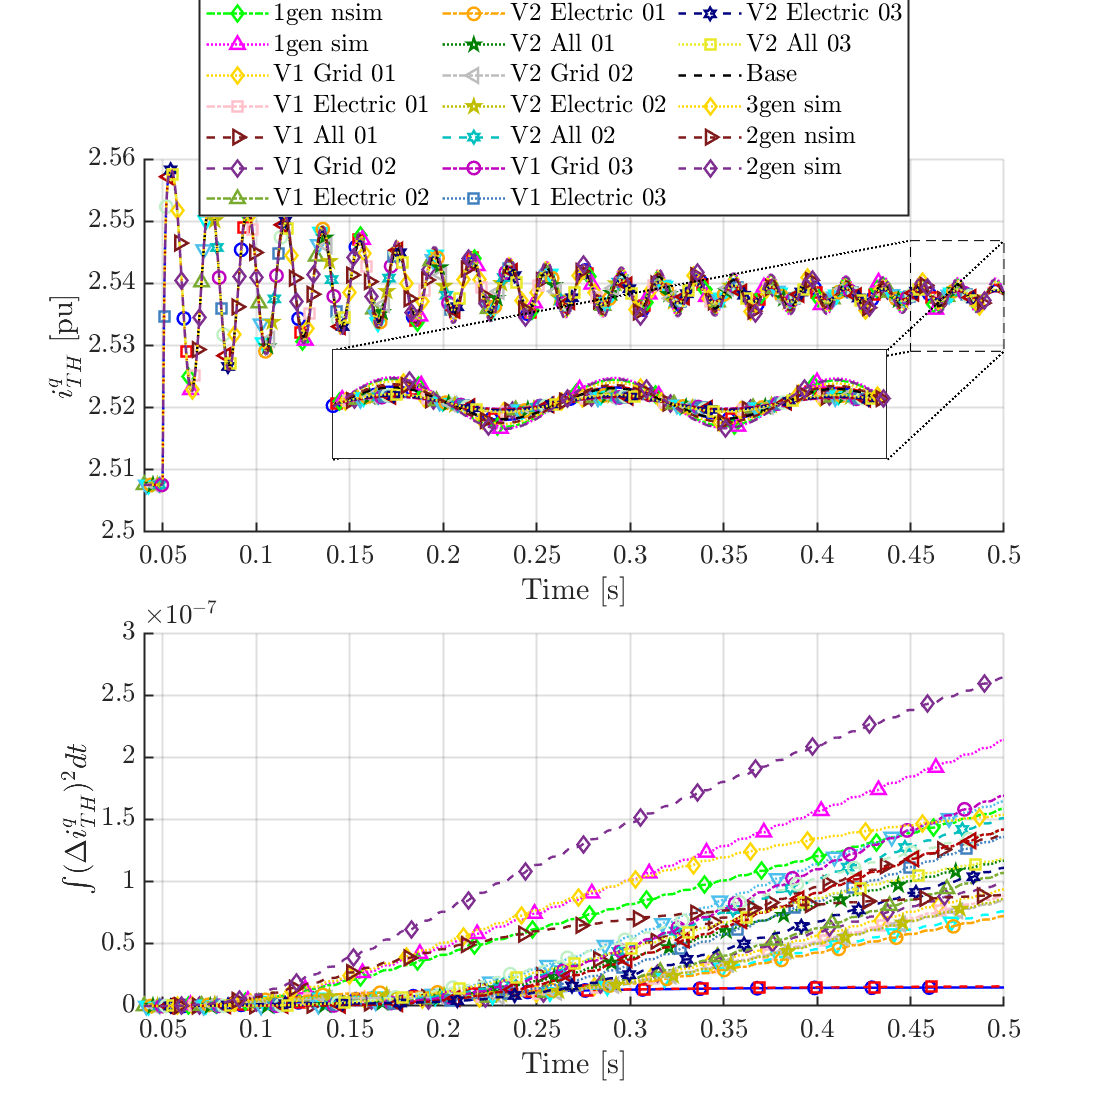 1gen nsim V2 Electric 01 V2 Electric 03
1gen sim V2 All 01 V2 All 03
V1 Grid 01 V2 Grid 02 Base
V1 Electric 01 V2 Electric 02 3gen sim
V1 All 01 V2 All 02 2gen nsim
V1 Grid 02 V1 Grid 03 2gen sim
V1 Electric 02 V1 Electric 03
2.56
2.55
2.54
2.53
2.52
2.51
2.5
i^q_{TH} [pu]
0.05 0.1 0.15 0.2 0.25 0.3 0.35 0.4 0.45 0.5
Time [s]
×10⁻⁷
3
2.5
2
1.5
1
0.5
0
∫(Δi^q_{TH})²dt
0.05 0.1 0.15 0.2 0.25 0.3 0.35 0.4 0.45 0.5
Time [s]